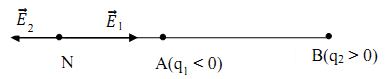 E⃗₂ E⃗₁
N A(q₁ < 0) B(q₂ > 0)